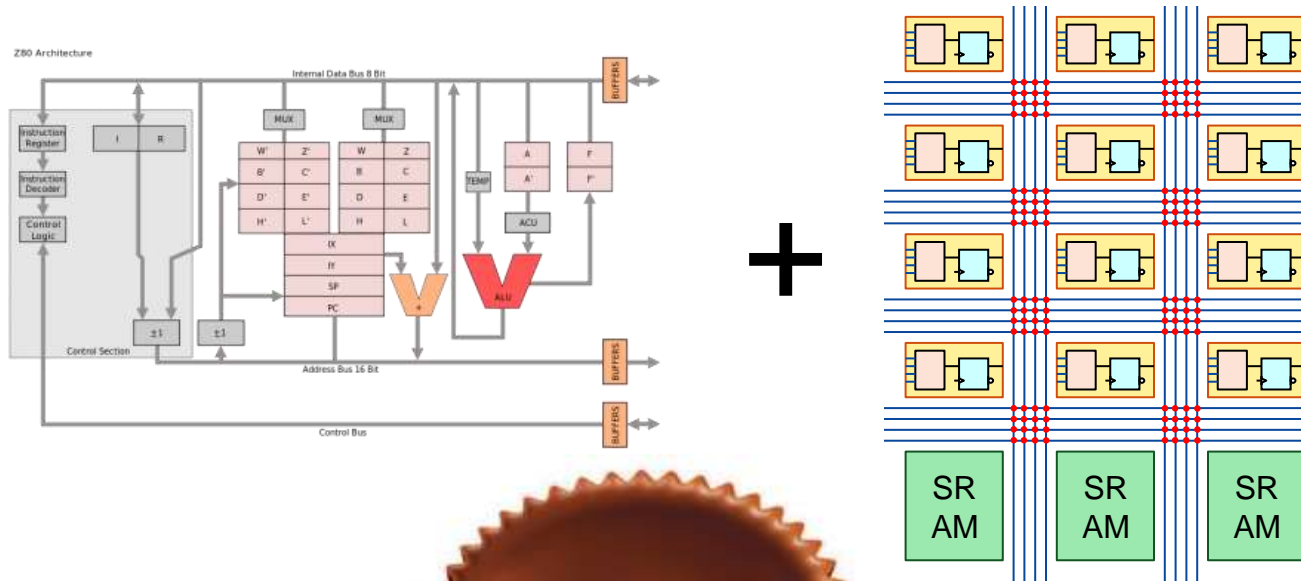 Z80 Architecture
Internal Data Bus 8 Bit
BUFFERS
MUX
MUX
Instruction
Register
I
R
Instruction
Decoder
Control
Logic
W'
Z'
W
Z
B'
C'
B
C
D'
E'
D
E
H'
L'
H
L
IX
IY
SP
PC
A
A'
F
F'
TEMP
ACU
+
ALU
±1
±1
Control Section
Address Bus 16 Bit
BUFFERS
Control Bus
BUFFERS
+
SR
AM
SR
AM
SR
AM